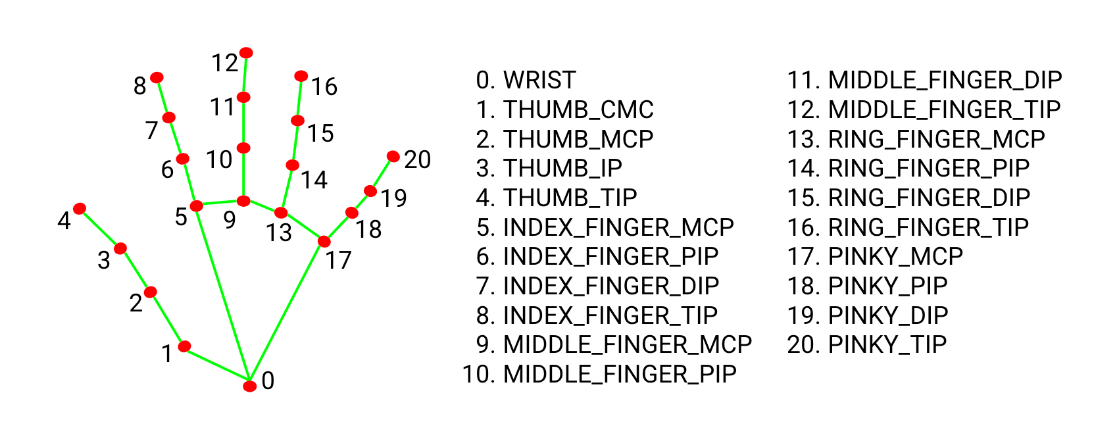 12
8
16
11
7
15
10
6
20
14
19
4
5
9
13
18
3
17
2
1
0
0. WRIST
1. THUMB_CMC
2. THUMB_MCP
3. THUMB_IP
4. THUMB_TIP
5. INDEX_FINGER_MCP
6. INDEX_FINGER_PIP
7. INDEX_FINGER_DIP
8. INDEX_FINGER_TIP
9. MIDDLE_FINGER_MCP
10. MIDDLE_FINGER_PIP
11. MIDDLE_FINGER_DIP
12. MIDDLE_FINGER_TIP
13. RING_FINGER_MCP
14. RING_FINGER_PIP
15. RING_FINGER_DIP
16. RING_FINGER_TIP
17. PINKY_MCP
18. PINKY_PIP
19. PINKY_DIP
20. PINKY_TIP